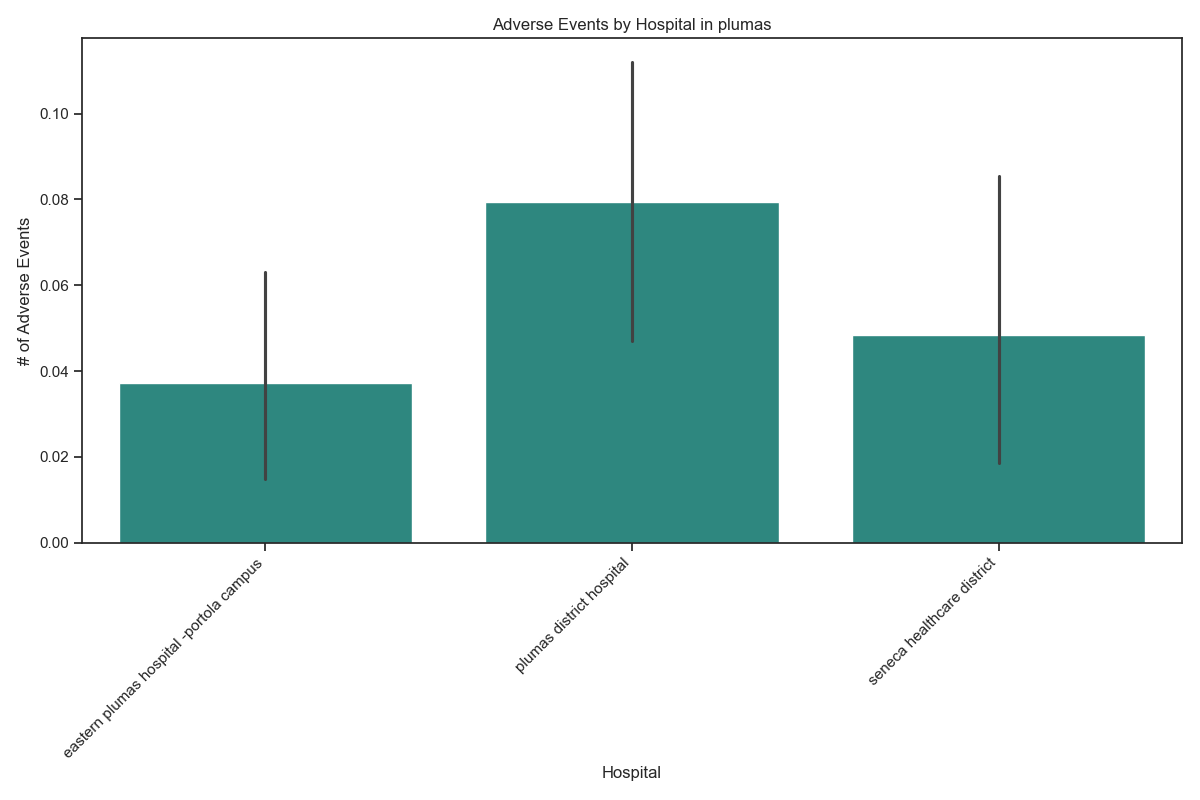 Adverse Events by Hospital in plumas
# of Adverse Events
0.10
0.08
0.06
0.04
0.02
0.00
eastern plumas hospital -portola campus
plumas district hospital
seneca healthcare district
Hospital